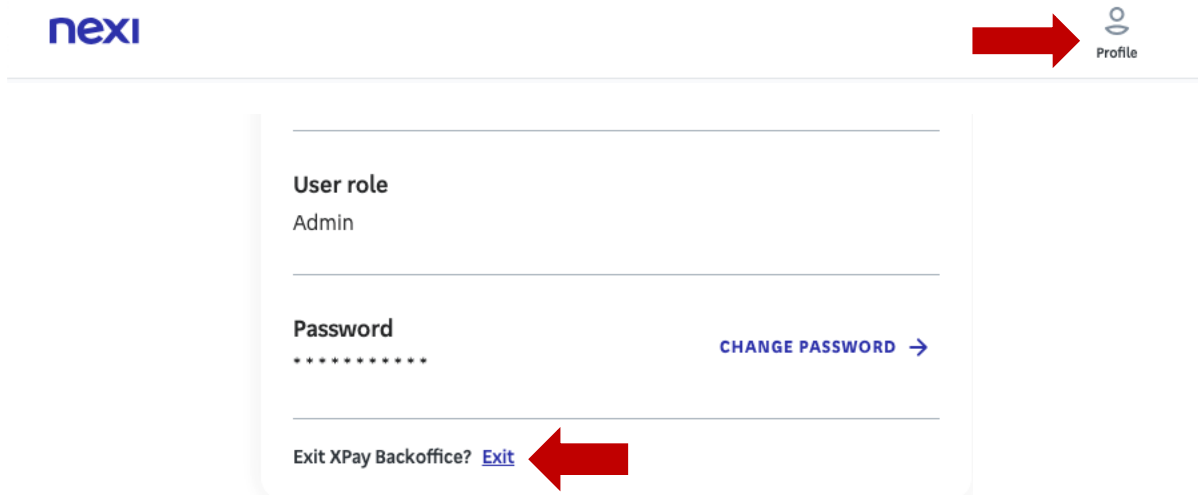 nexi
Profile
User role
Admin
Password
* * * * * * * * * * *
CHANGE PASSWORD →
Exit XPay Backoffice? Exit